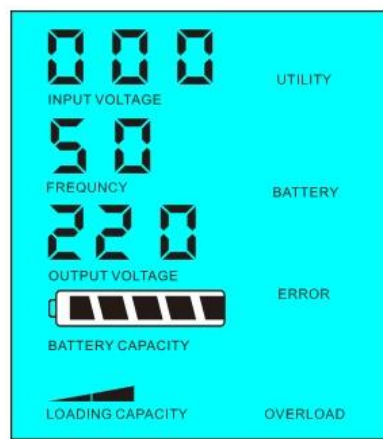 000
INPUT VOLTAGE
UTILITY
50
FREQUNCY
BATTERY
220
OUTPUT VOLTAGE
ERROR
BATTERY CAPACITY
LOADING CAPACITY
OVERLOAD